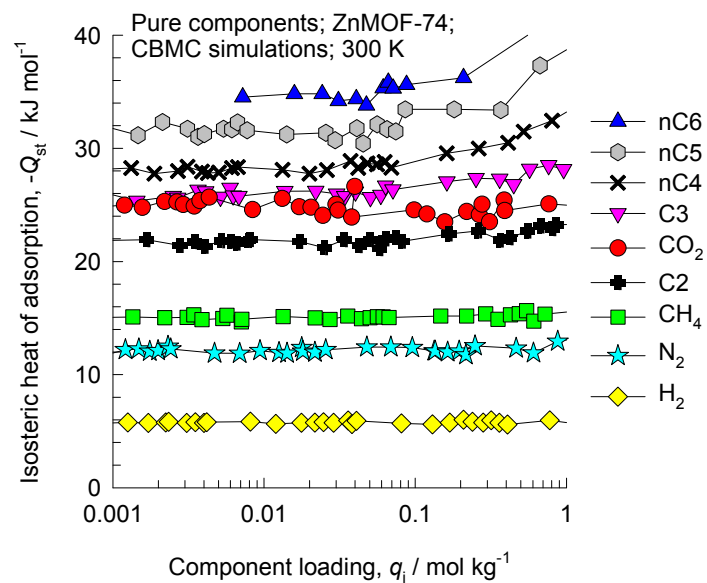 Pure components; ZnMOF-74;
CBMC simulations; 300 K
Isosteric heat of adsorption, -Qst / kJ mol-1
40
30
20
10
0
0.001
0.01
0.1
1
Component loading, qi / mol kg-1
nC6
nC5
nC4
C3
CO2
C2
CH4
N2
H2